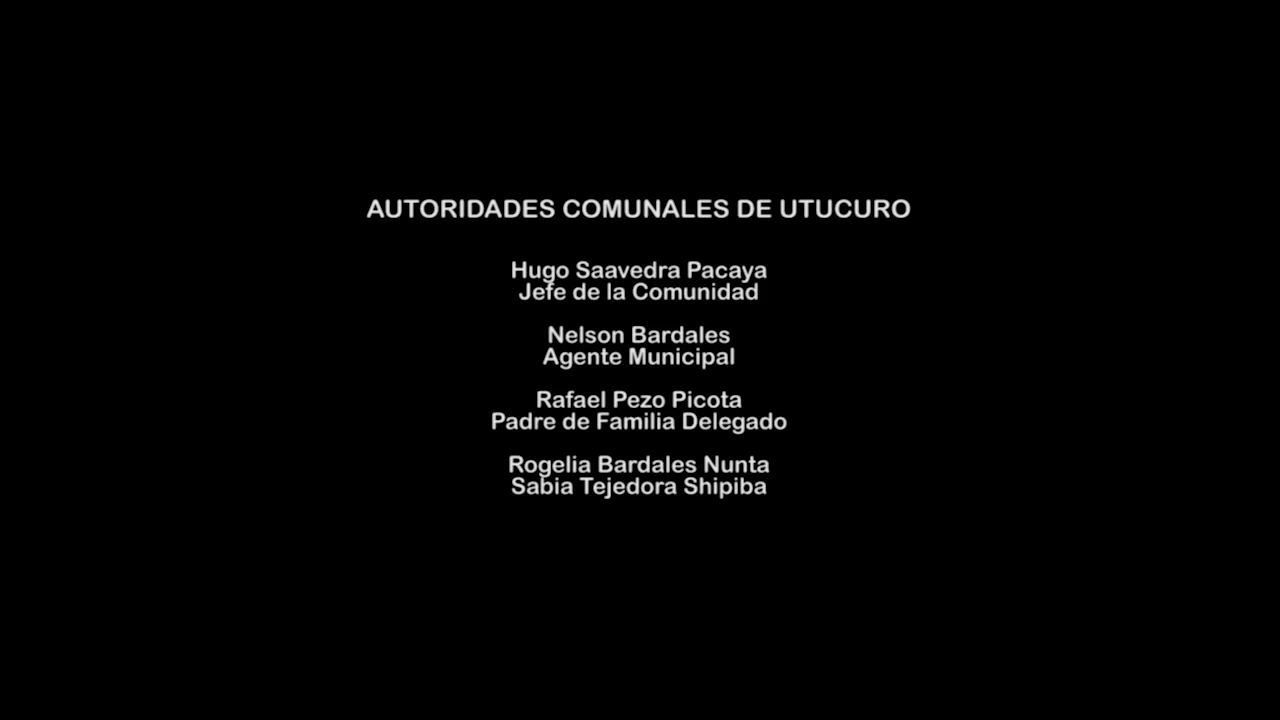 AUTORIDADES COMUNALES DE UTUCURO
Hugo Saavedra Pacaya
Jefe de la Comunidad
Nelson Bardales
Agente Municipal
Rafael Pezo Picota
Padre de Familia Delegado
Rogelia Bardales Nunta
Sabia Tejedora Shipiba